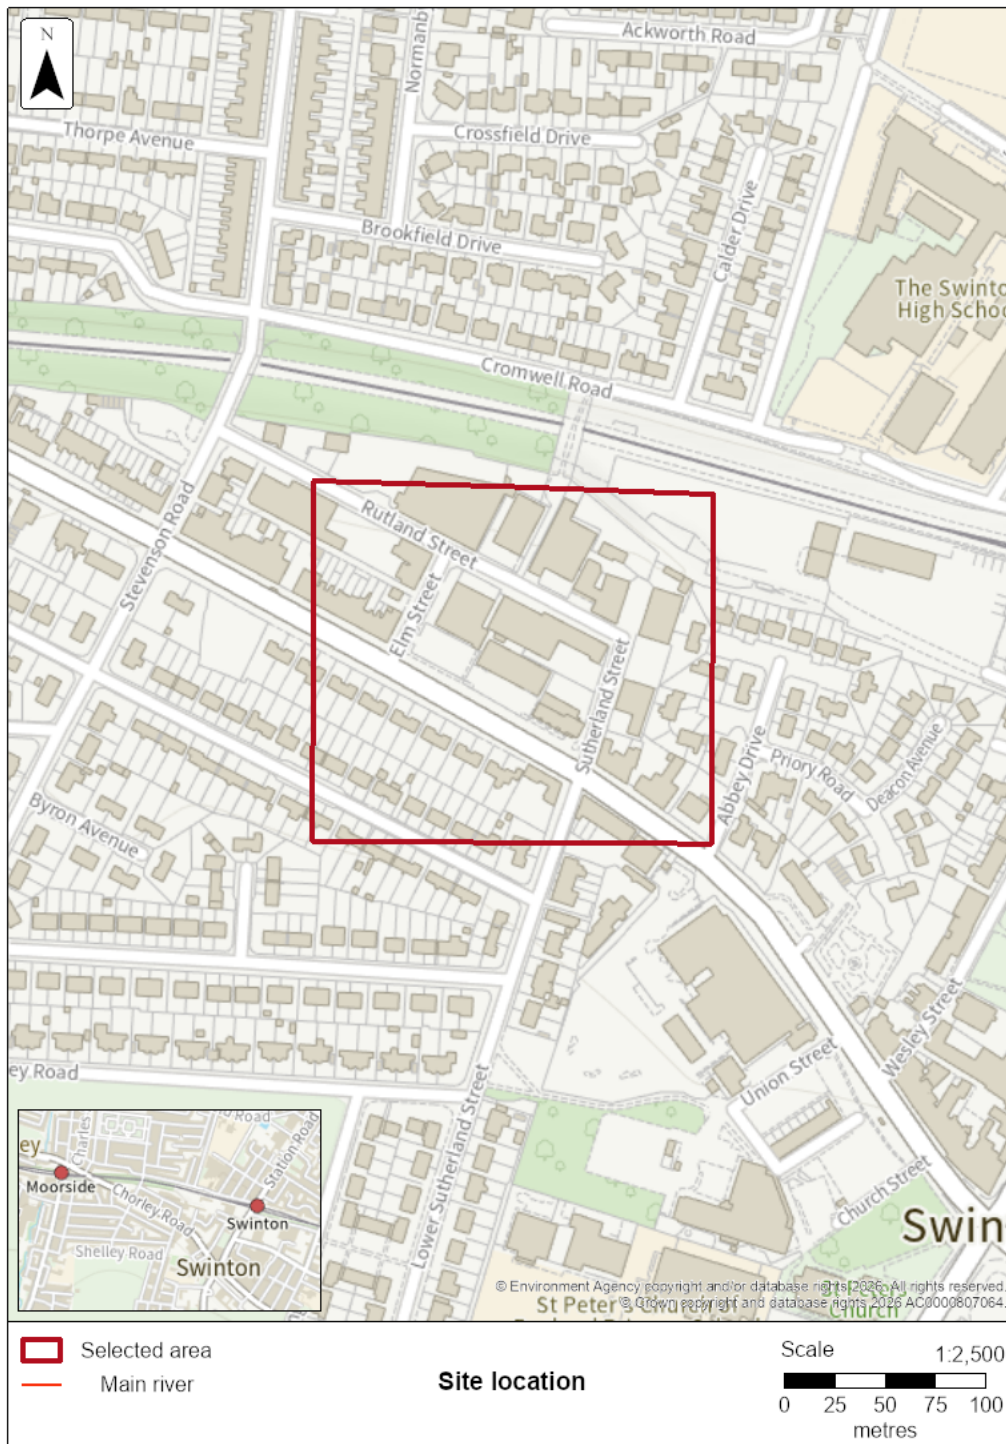 N
Ackworth Road
Normanb
Thorpe Avenue
Crossfield Drive
Brookfield Drive
Calder Drive
The Swinto
High Schoo
Cromwell Road
Stevenson Road
Rutland Street
Elm Street
Sutherland Street
Abbey Drive
Priory Road
Deacon Avenue
Byron Avenue
Wesley Street
Union Street
ey Road
Lower Sutherland Street
Church Street
Swin
ey
Charles
Road
Station Road
Moorside
Chorley Road
Swinton
Shelley Road
Swinton
© Environment Agency copyright and/or database rights 2026. All rights reserved.
© Crown copyright and database rights 2026 AC0000807064.
St Peter's Church
St Peter's
Church
Selected area
Main river
Site location
Scale
1:2,500
0 25 50 75 100
metres